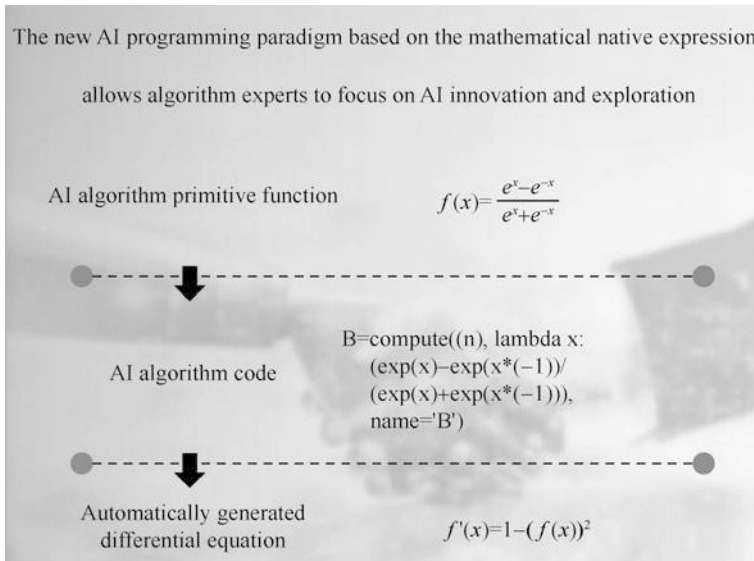 The new AI programming paradigm based on the mathematical native expression
allows algorithm experts to focus on AI innovation and exploration
AI algorithm primitive function
f(x)=(eˣ−e⁻ˣ)/(eˣ+e⁻ˣ)
B=compute((n), lambda x:
(exp(x)−exp(x*(−1))/
AI algorithm code
(exp(x)+exp(x*(−1))),
name='B')
Automatically generated
differential equation
f'(x)=1−(f(x))²